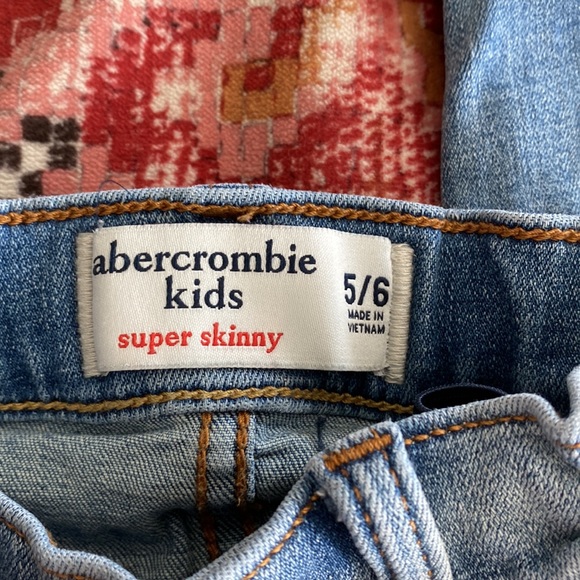 abercrombie
kids
super skinny
5/6
MADE IN
VIETNAM